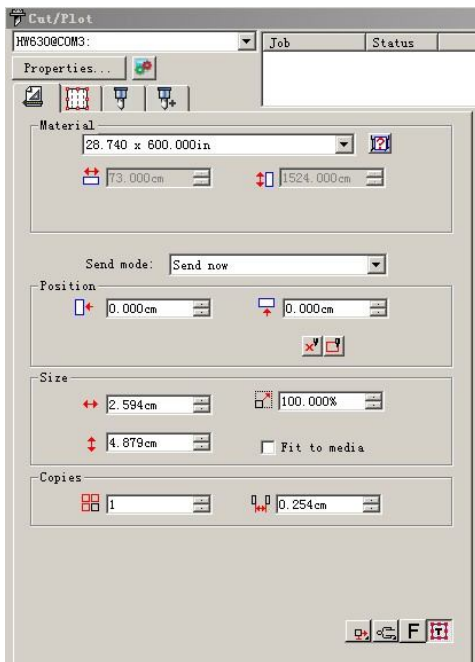 Cut/Plot
HW630@COM3:
Job Status
Properties...
Material
28.740 x 600.000in
73.000cm 1524.000cm
Send mode: Send now
Position
0.000cm 0.000cm
Size
2.594cm 100.000%
4.879cm Fit to media
Copies
1 0.254cm
F T